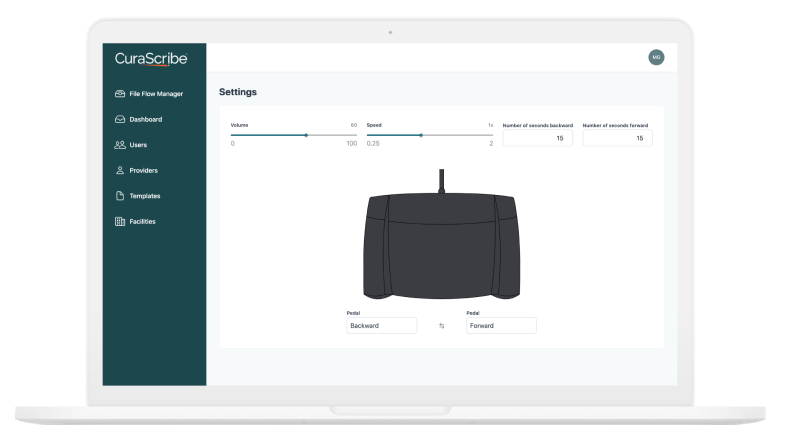 CuraScribe
MG
File Flow Manager
Dashboard
Users
Providers
Templates
Facilities
Settings
Volume 60
0 100
Speed 1x
0.25 2
Number of seconds backward
15
Number of seconds forward
15
Pedal
Backward
Pedal
Forward